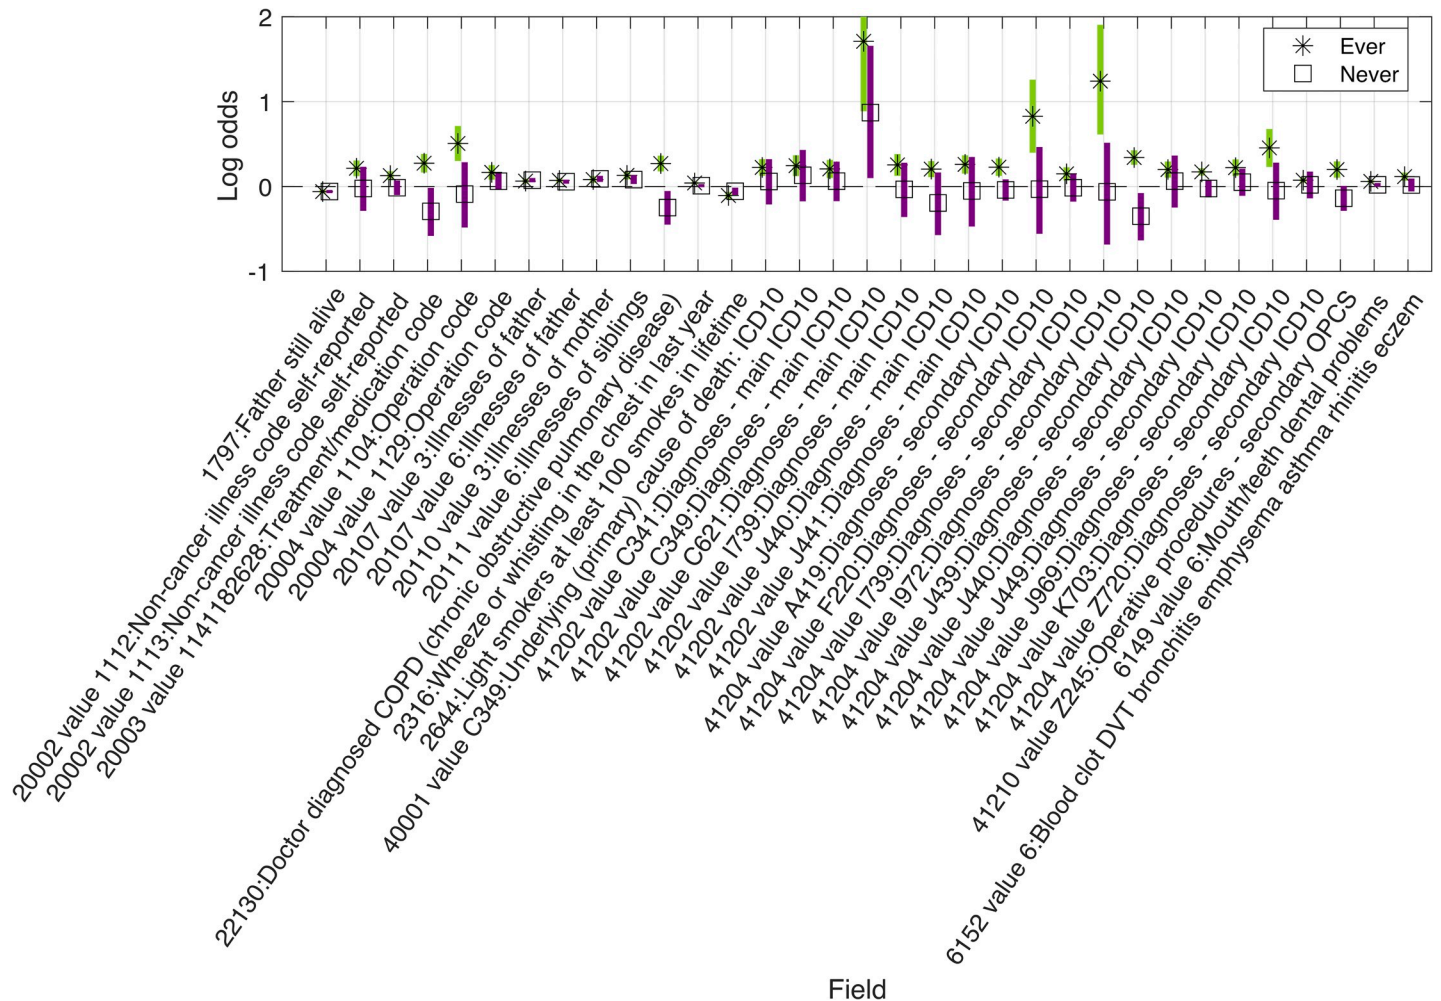 2
1
0
-1
Log odds
Ever
Never
1797:Father still alive
20002 value 1112:Non-cancer illness code self-reported
20002 value 1113:Non-cancer illness code self-reported
20003 value 1141182628:Treatment/medication code
20004 value 1104:Operation code
20004 value 1129:Operation code
20107 value 3:Illnesses of father
20107 value 6:Illnesses of father
20110 value 3:Illnesses of mother
20111 value 6:Illnesses of siblings
22130:Doctor diagnosed COPD (chronic obstructive pulmonary disease)
2316:Wheeze or whistling in the chest in last year
2644:Light smokers at least 100 smokes in lifetime
40001 value C349:Underlying (primary) cause of death: ICD10
41202 value C341:Diagnoses - main ICD10
41202 value C349:Diagnoses - main ICD10
41202 value C621:Diagnoses - main ICD10
41202 value I739:Diagnoses - main ICD10
41202 value J440:Diagnoses - main ICD10
41202 value J441:Diagnoses - main ICD10
41204 value A419:Diagnoses - secondary ICD10
41204 value F220:Diagnoses - secondary ICD10
41204 value I739:Diagnoses - secondary ICD10
41204 value I972:Diagnoses - secondary ICD10
41204 value J439:Diagnoses - secondary ICD10
41204 value J440:Diagnoses - secondary ICD10
41204 value J449:Diagnoses - secondary ICD10
41204 value J969:Diagnoses - secondary ICD10
41204 value K703:Diagnoses - secondary ICD10
41204 value Z720:Diagnoses - secondary ICD10
41210 value Z245:Operative procedures - secondary OPCS
6149 value 6:Mouth/teeth dental problems
6152 value 6:Blood clot DVT bronchitis emphysema asthma rhinitis eczem
Field